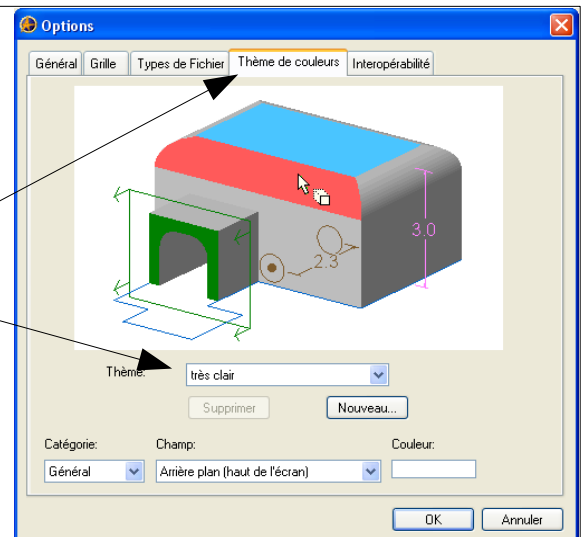 Options
Général Grille Types de Fichier Thème de couleurs Interopérabilité
3.0
2.3
Thème: très clair
Supprimer Nouveau...
Catégorie: Champ: Couleur:
Général Arrière plan (haut de l'écran)
OK Annuler